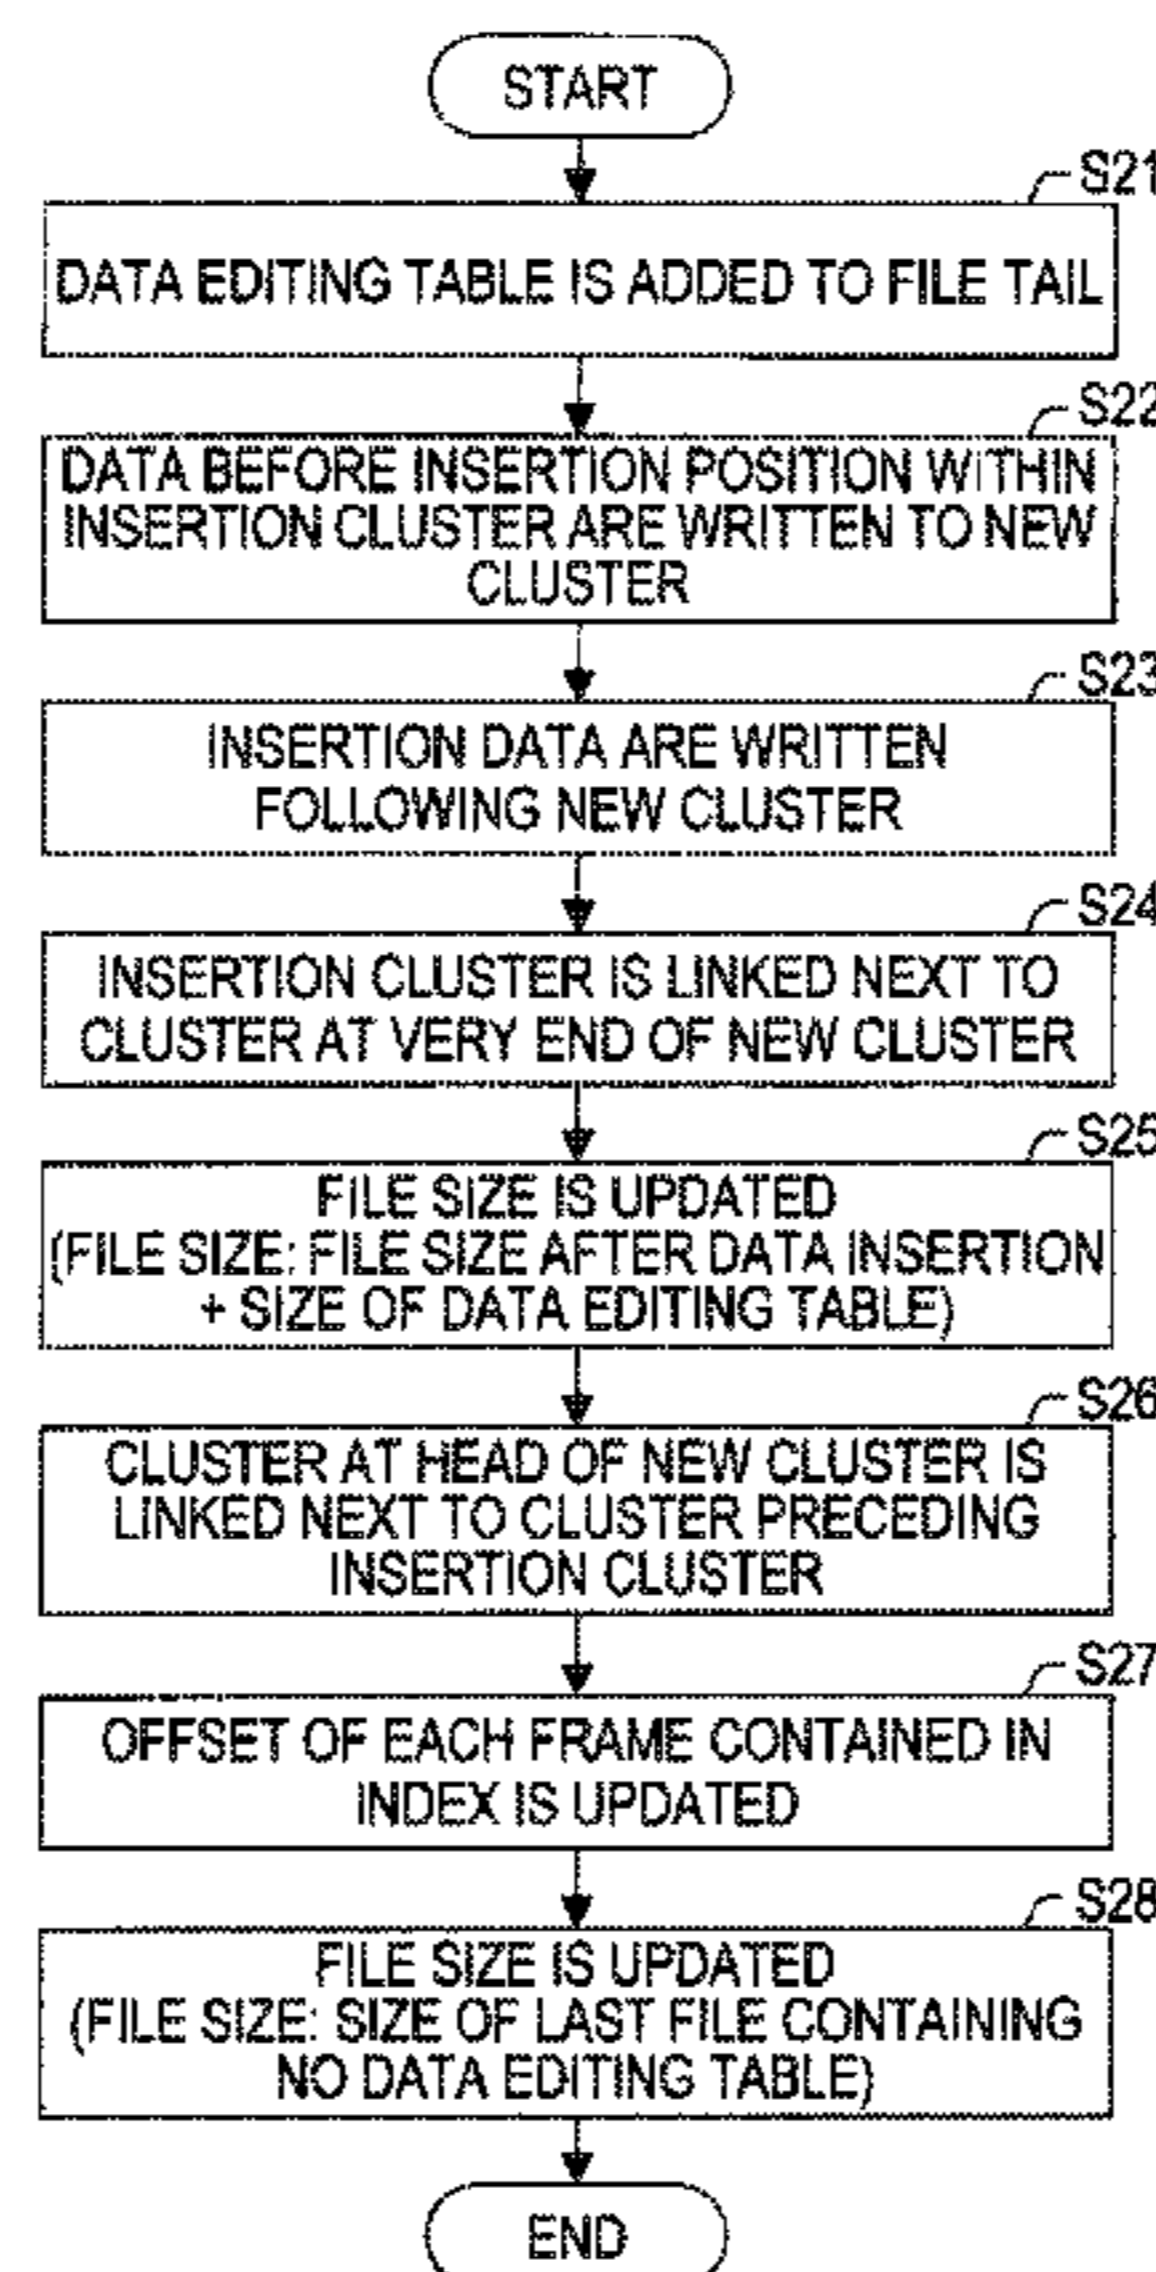 START
S21
DATA EDITING TABLE IS ADDED TO FILE TAIL
S22
DATA BEFORE INSERTION POSITION WITHIN
INSERTION CLUSTER ARE WRITTEN TO NEW
CLUSTER
S23
INSERTION DATA ARE WRITTEN
FOLLOWING NEW CLUSTER
S24
INSERTION CLUSTER IS LINKED NEXT TO
CLUSTER AT VERY END OF NEW CLUSTER
S25
FILE SIZE IS UPDATED
(FILE SIZE: FILE SIZE AFTER DATA INSERTION
+ SIZE OF DATA EDITING TABLE)
S26
CLUSTER AT HEAD OF NEW CLUSTER IS
LINKED NEXT TO CLUSTER PRECEDING
INSERTION CLUSTER
S27
OFFSET OF EACH FRAME CONTAINED IN
INDEX IS UPDATED
S28
FILE SIZE IS UPDATED
(FILE SIZE: SIZE OF LAST FILE CONTAINING
NO DATA EDITING TABLE)
END